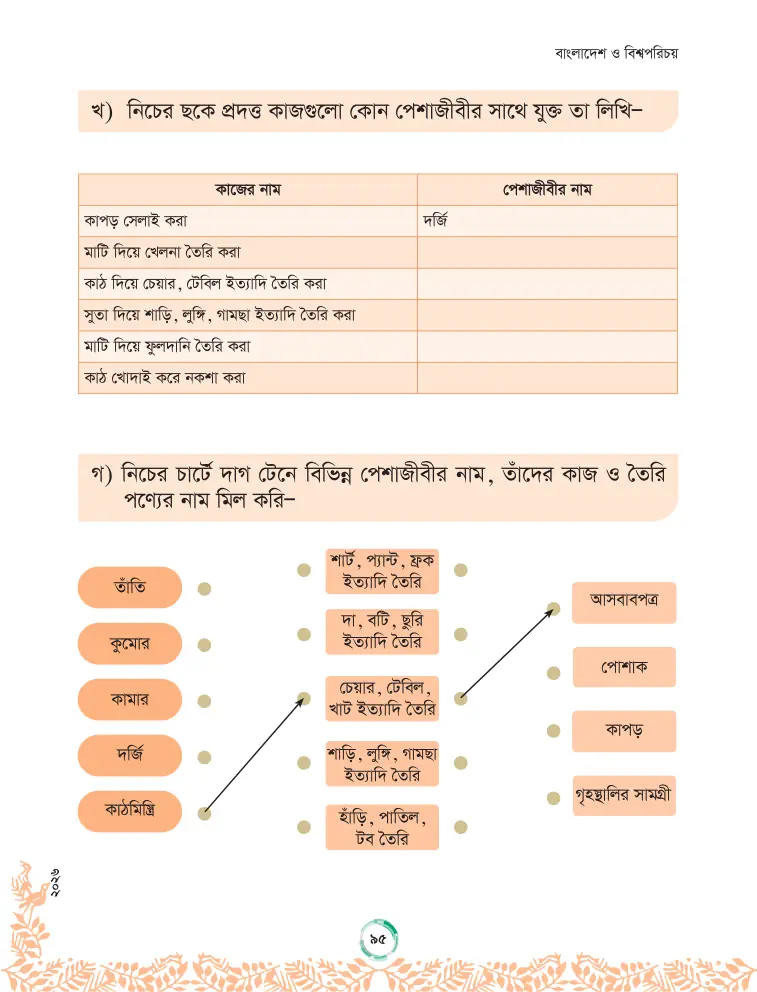 বাংলাদেশ ও বিশ্বপরিচয়
খ) নিচের ছকে প্রদত্ত কাজগুলো কোন পেশাজীবীর সাথে যুক্ত তা লিখি–
কাজের নাম পেশাজীবীর নাম
কাপড় সেলাই করা দর্জি
মাটি দিয়ে খেলনা তৈরি করা
কাঠ দিয়ে চেয়ার, টেবিল ইত্যাদি তৈরি করা
সুতা দিয়ে শাড়ি, লুঙ্গি, গামছা ইত্যাদি তৈরি করা
মাটি দিয়ে ফুলদানি তৈরি করা
কাঠ খোদাই করে নকশা করা
গ) নিচের চার্টে দাগ টেনে বিভিন্ন পেশাজীবীর নাম, তাঁদের কাজ ও তৈরি
পণ্যের নাম মিল করি–
তাঁতি
কুমোর
কামার
দর্জি
কাঠমিস্ত্রি
শার্ট, প্যান্ট, ফ্রক
ইত্যাদি তৈরি
দা, বটি, ছুরি
ইত্যাদি তৈরি
চেয়ার, টেবিল,
খাট ইত্যাদি তৈরি
শাড়ি, লুঙ্গি, গামছা
ইত্যাদি তৈরি
হাঁড়ি, পাতিল,
টব তৈরি
আসবাবপত্র
পোশাক
কাপড়
গৃহস্থালির সামগ্রী
২০২৬
৯৫